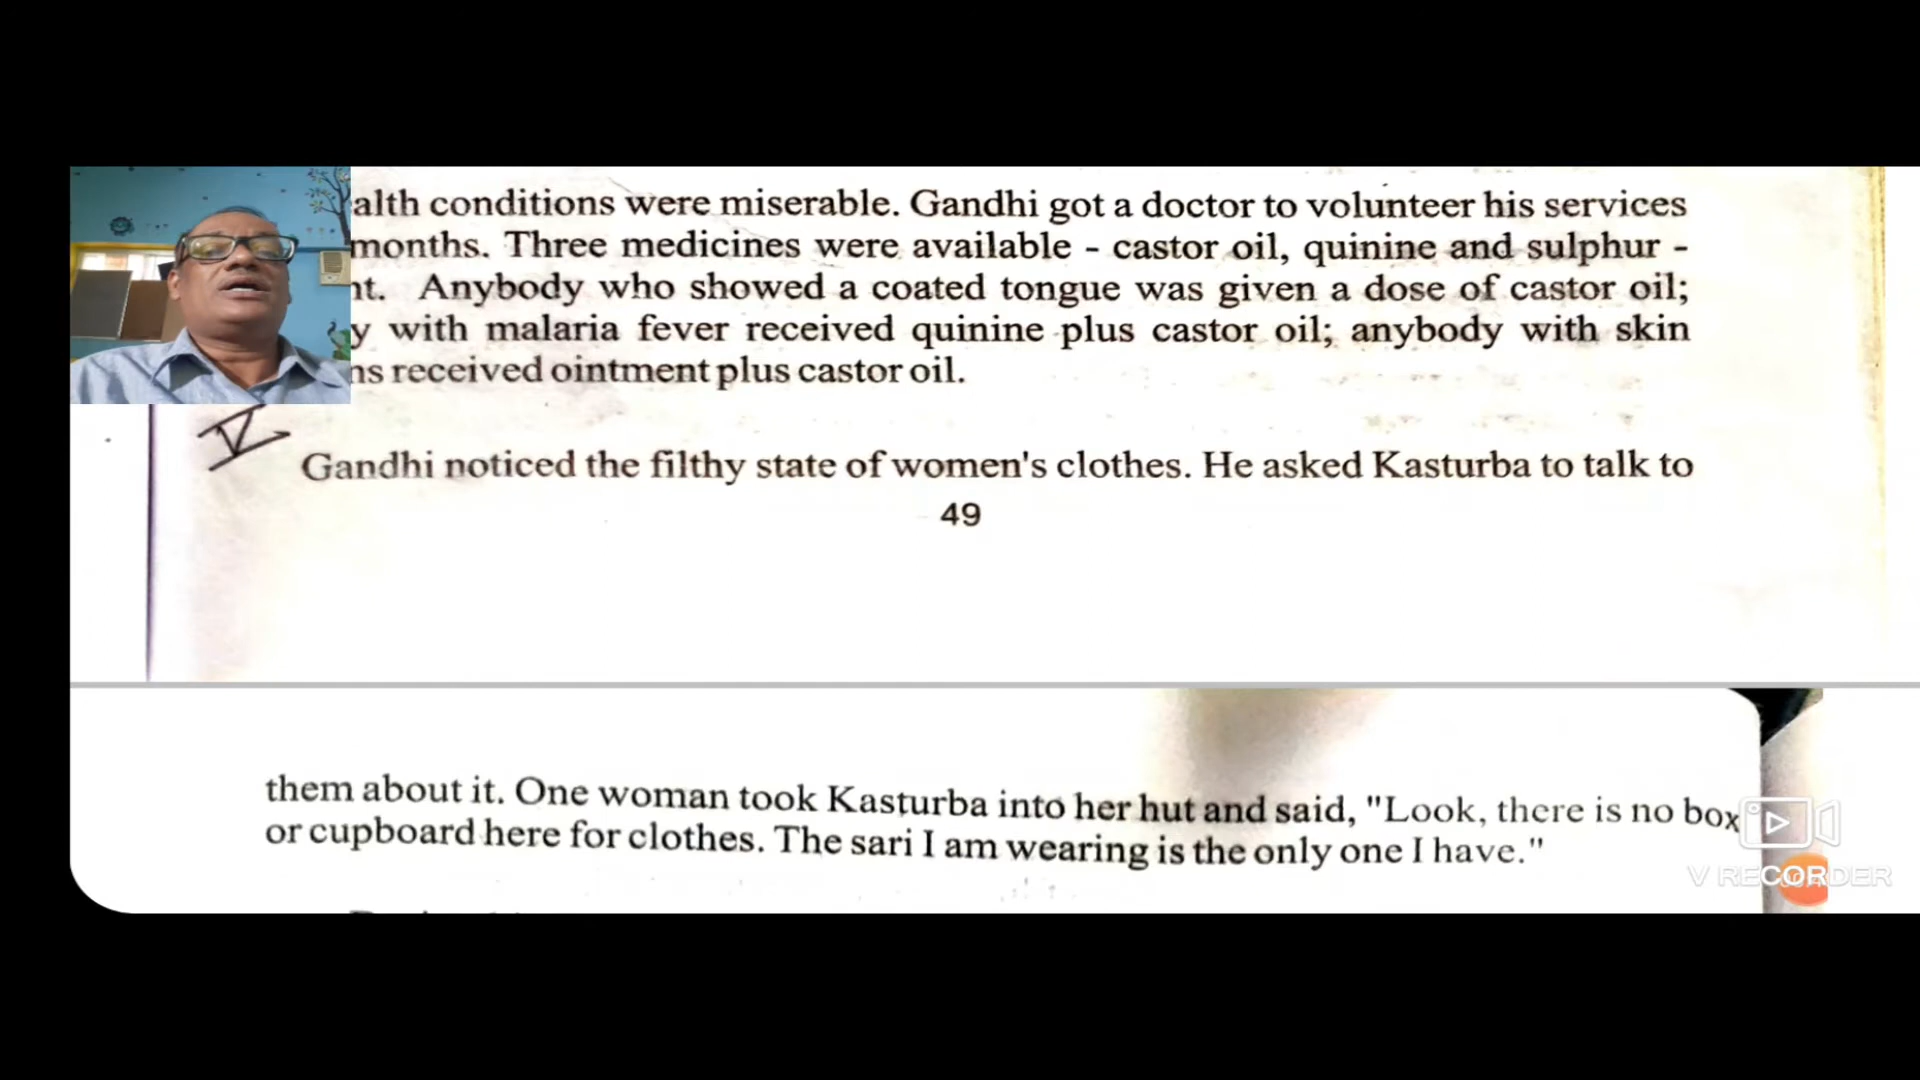 alth conditions were miserable. Gandhi got a doctor to volunteer his services
months. Three medicines were available - castor oil, quinine and sulphur -
nt. Anybody who showed a coated tongue was given a dose of castor oil;
y with malaria fever received quinine plus castor oil; anybody with skin
ns received ointment plus castor oil.
V
Gandhi noticed the filthy state of women's clothes. He asked Kasturba to talk to
49
them about it. One woman took Kasturba into her hut and said, "Look, there is no box
or cupboard here for clothes. The sari I am wearing is the only one I have."
V RECORDER